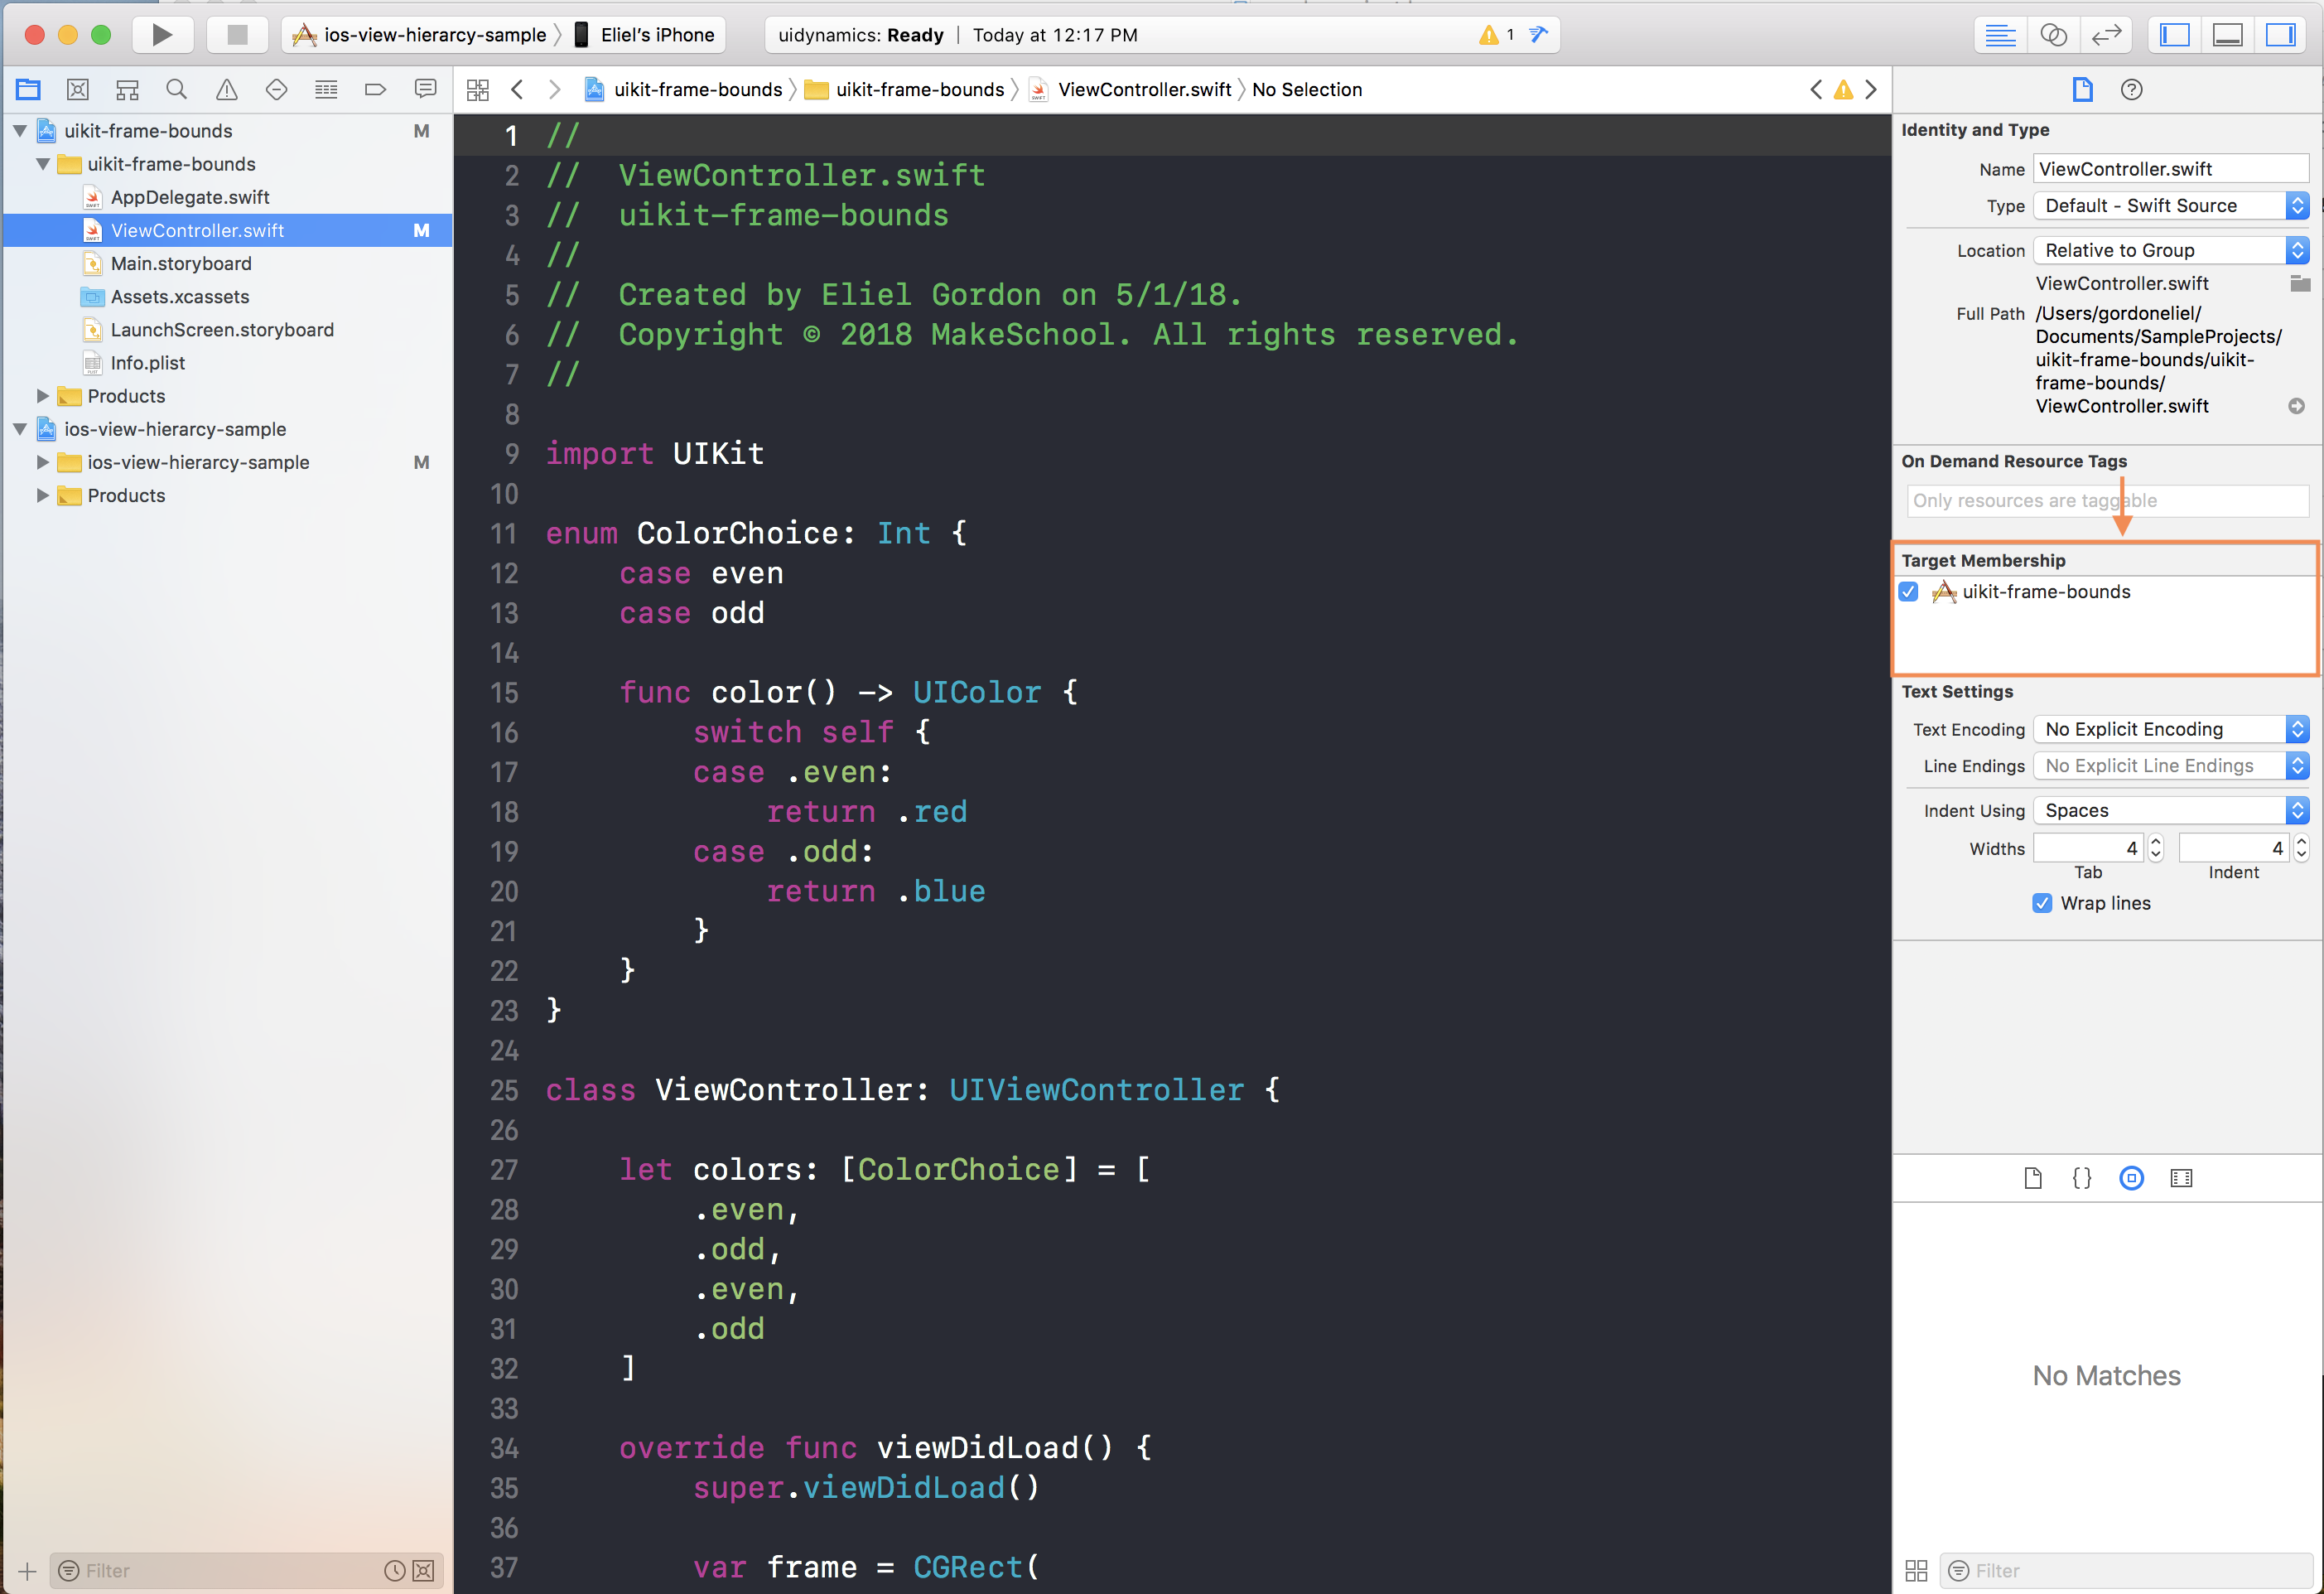 ios-view-hierarcy-sample
Eliel's iPhone
uidynamics: Ready | Today at 12:17 PM
1
uikit-frame-bounds
uikit-frame-bounds
ViewController.swift
No Selection
uikit-frame-bounds M
uikit-frame-bounds
AppDelegate.swift
ViewController.swift M
Main.storyboard
Assets.xcassets
LaunchScreen.storyboard
Info.plist
Products
ios-view-hierarcy-sample
ios-view-hierarcy-sample M
Products
Filter
1 //
2 //  ViewController.swift
3 //  uikit-frame-bounds
4 //
5 //  Created by Eliel Gordon on 5/1/18.
6 //  Copyright © 2018 MakeSchool. All rights reserved.
7 //
8
9 import UIKit
10
11 enum ColorChoice: Int {
12     case even
13     case odd
14
15     func color() -> UIColor {
16         switch self {
17         case .even:
18             return .red
19         case .odd:
20             return .blue
21         }
22     }
23 }
24
25 class ViewController: UIViewController {
26
27     let colors: [ColorChoice] = [
28         .even,
29         .odd,
30         .even,
31         .odd
32     ]
33
34     override func viewDidLoad() {
35         super.viewDidLoad()
36
37         var frame = CGRect(
Identity and Type
Name ViewController.swift
Type Default - Swift Source
Location Relative to Group
ViewController.swift
Full Path /Users/gordoneliel/
Documents/SampleProjects/
uikit-frame-bounds/uikit-
frame-bounds/
ViewController.swift
On Demand Resource Tags
Only resources are taggable
Target Membership
uikit-frame-bounds
Text Settings
Text Encoding No Explicit Encoding
Line Endings No Explicit Line Endings
Indent Using Spaces
Widths 4 4
Tab Indent
Wrap lines
No Matches
Filter